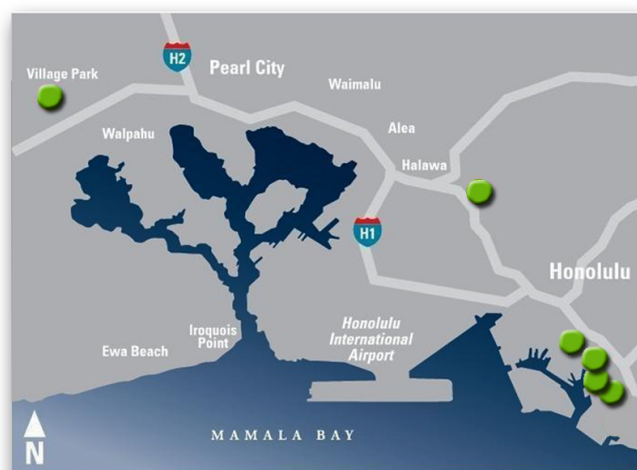 H2
Village Park
Pearl City
Waimalu
Walpahu
Alea
Halawa
H1
Honolulu
Iroquois
Point
Ewa Beach
Honolulu
International
Airport
MAMALA BAY
N